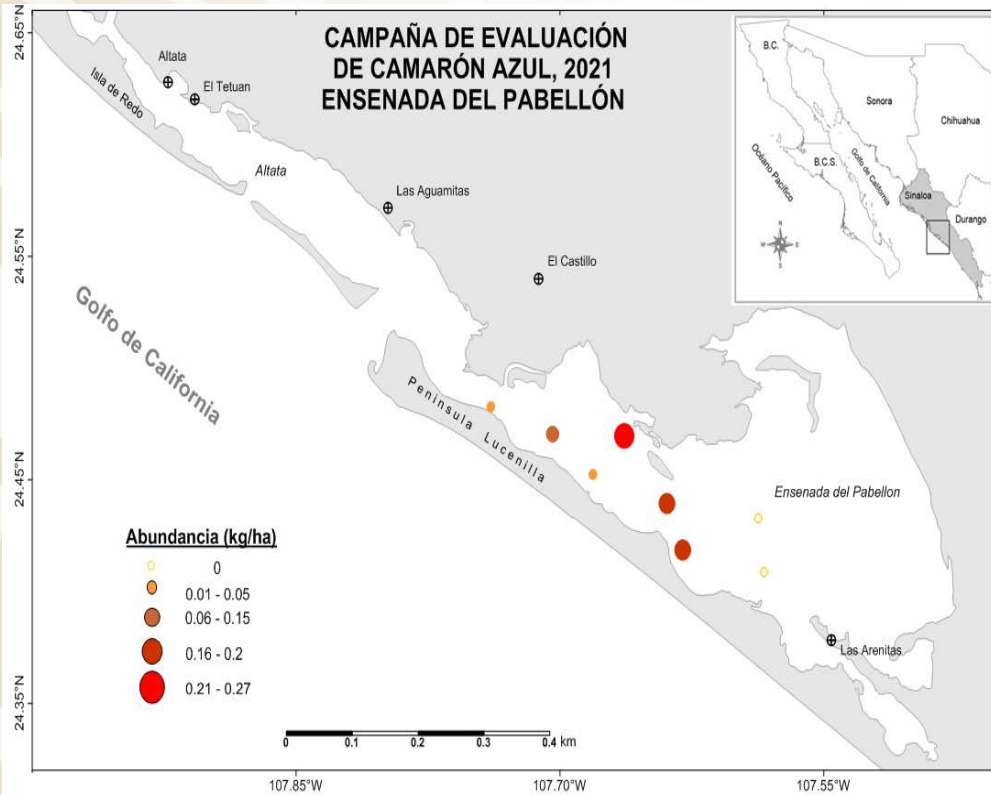 CAMPAÑA DE EVALUACIÓN
DE CAMARÓN AZUL, 2021
ENSENADA DEL PABELLÓN
24.65°N
24.55°N
24.45°N
24.35°N
Altata
El Tetuan
Isla de Redo
Altata
Las Aguamitas
El Castillo
Golfo de California
Peninsula Lucenilla
Ensenada del Pabellon
Las Arenitas
B.C.
Sonora
Chihuahua
Océano Pacífico
B.C.S.
Golfo de California
Sinaloa
Durango
N
W
E
S
Abundancia (kg/ha)
0
0.01 - 0.05
0.06 - 0.15
0.16 - 0.2
0.21 - 0.27
0 0.1 0.2 0.3 0.4 km
107.85°W 107.70°W 107.55°W